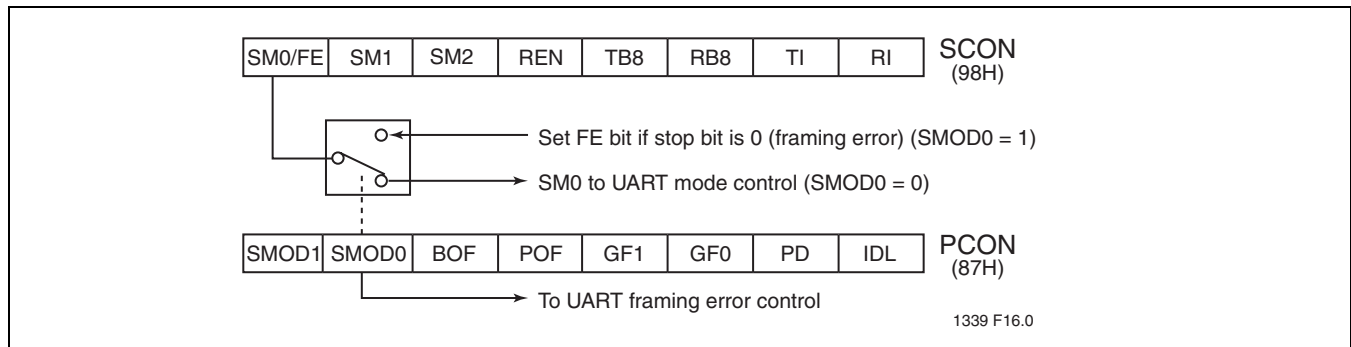 SM0/FE SM1 SM2 REN TB8 RB8 TI RI SCON
(98H)
Set FE bit if stop bit is 0 (framing error) (SMOD0 = 1)
SM0 to UART mode control (SMOD0 = 0)
SMOD1 SMOD0 BOF POF GF1 GF0 PD IDL PCON
(87H)
To UART framing error control
1339 F16.0